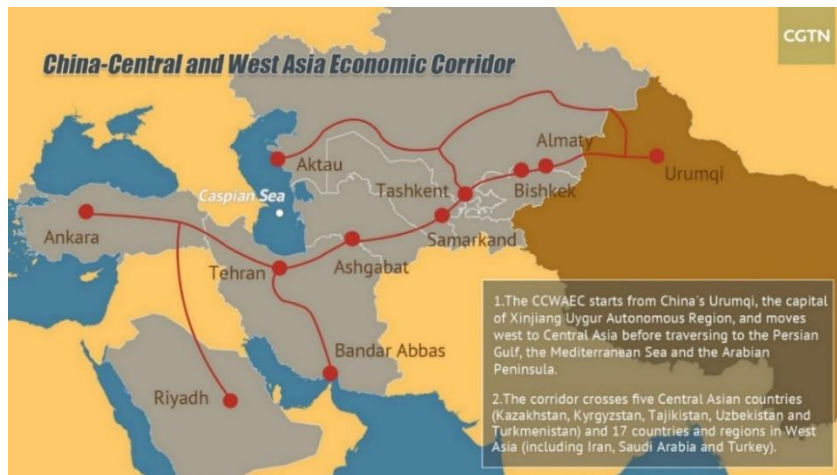 CGTN
China-Central and West Asia Economic Corridor
Almaty
Aktau
Urumqi
Tashkent
Bishkek
Caspian Sea
Ankara
Samarkand
Tehran
Ashgabat
Bandar Abbas
Riyadh
1.The CCWAEC starts from China's Urumqi, the capital
of Xinjiang Uygur Autonomous Region, and moves
west to Central Asia before traversing to the Persian
Gulf, the Mediterranean Sea and the Arabian
Peninsula.
2.The corridor crosses five Central Asian countries
(Kazakhstan, Kyrgyzstan, Tajikistan, Uzbekistan and
Turkmenistan) and 17 countries and regions in West
Asia (including Iran, Saudi Arabia and Turkey).